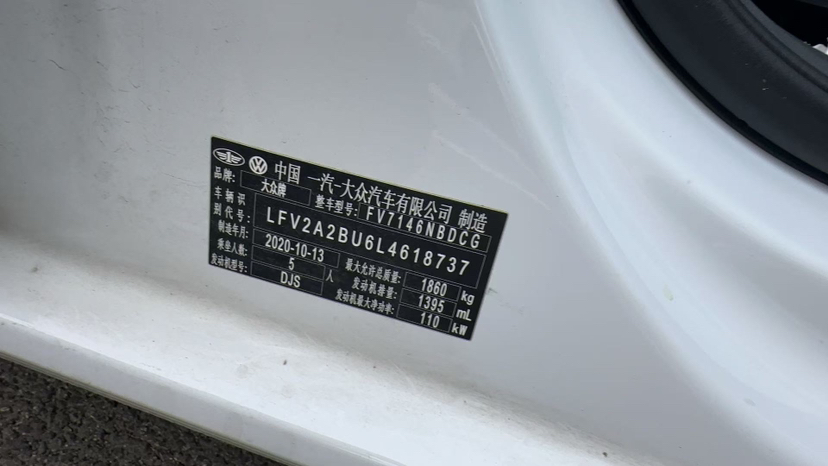 中国 一汽-大众汽车有限公司 制造
品牌: 大众牌 整车型号: FV7146NBDCG
车辆识别代号: LFV2A2BU6L4618737
制造年月: 2020-10-13 最大允许总质量: 1860 kg
乘坐人数: 5 人 发动机排量: 1395 mL
发动机型号: DJS 发动机最大净功率: 110 kW